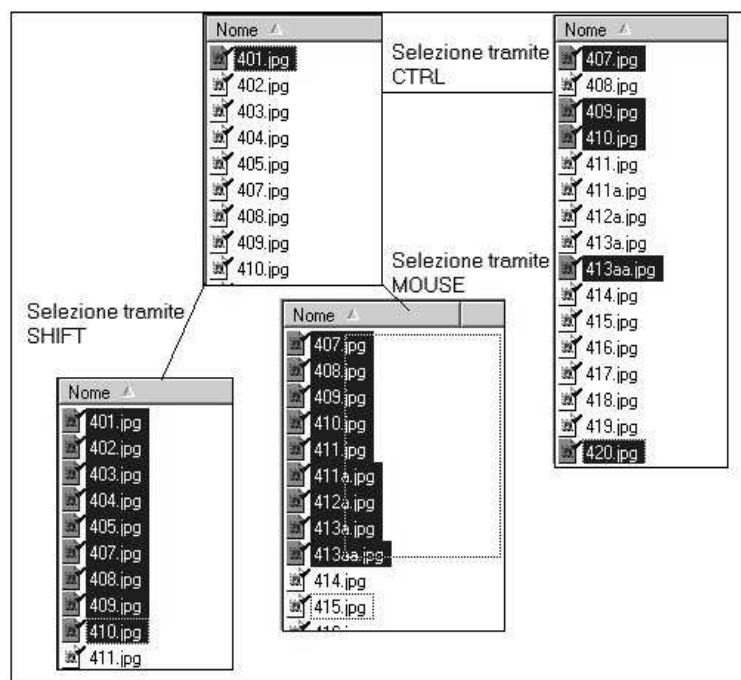 Nome
401.jpg
402.jpg
403.jpg
404.jpg
405.jpg
407.jpg
408.jpg
409.jpg
410.jpg
Selezione tramite
CTRL
Nome
407.jpg
408.jpg
409.jpg
410.jpg
411.jpg
411a.jpg
412a.jpg
413a.jpg
413aa.jpg
414.jpg
415.jpg
416.jpg
417.jpg
418.jpg
419.jpg
420.jpg
Selezione tramite
MOUSE
Nome
407.jpg
408.jpg
409.jpg
410.jpg
411.jpg
411a.jpg
412a.jpg
413a.jpg
413aa.jpg
414.jpg
415.jpg
Selezione tramite
SHIFT
Nome
401.jpg
402.jpg
403.jpg
404.jpg
405.jpg
407.jpg
408.jpg
409.jpg
410.jpg
411.jpg